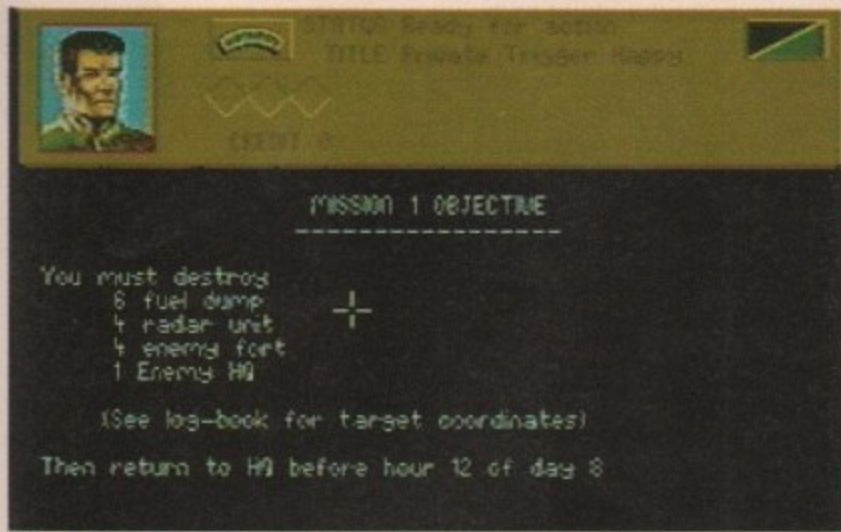 STATUS Ready for action
TITLE Private Trigger Happy
CREDIT 0
MISSION 1 OBJECTIVE
-----------------
You must destroy
6 fuel dump
4 radar unit
4 enemy fort
1 Enemy HQ
(See log-book for target coordinates)
Then return to HQ before hour 12 of day 8